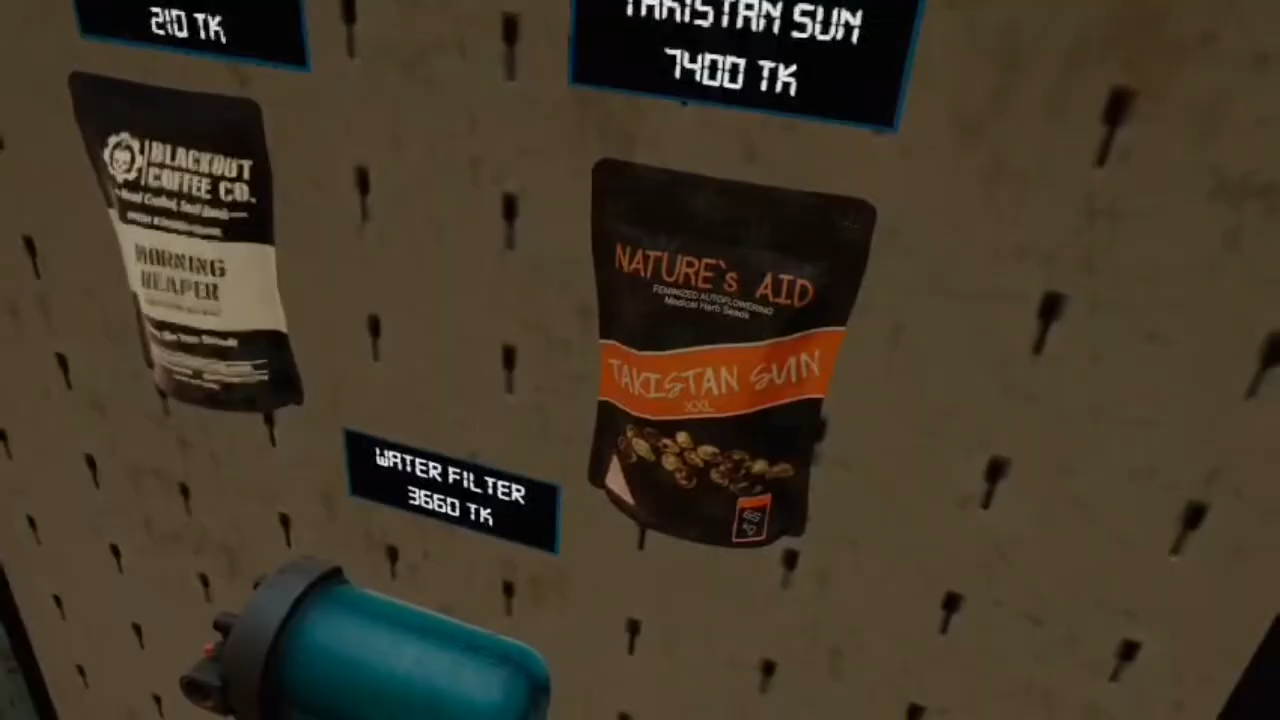 210 TK
TAKISTAN SUN
7400 TK
BLACKOUT
COFFEE CO.
MORNING
REAPER
NATURE`s AID
FEMINIZED AUTOFLOWERING
Medical Herb Seeds
TAKISTAN SUN
XXL
WATER FILTER
3660 TK